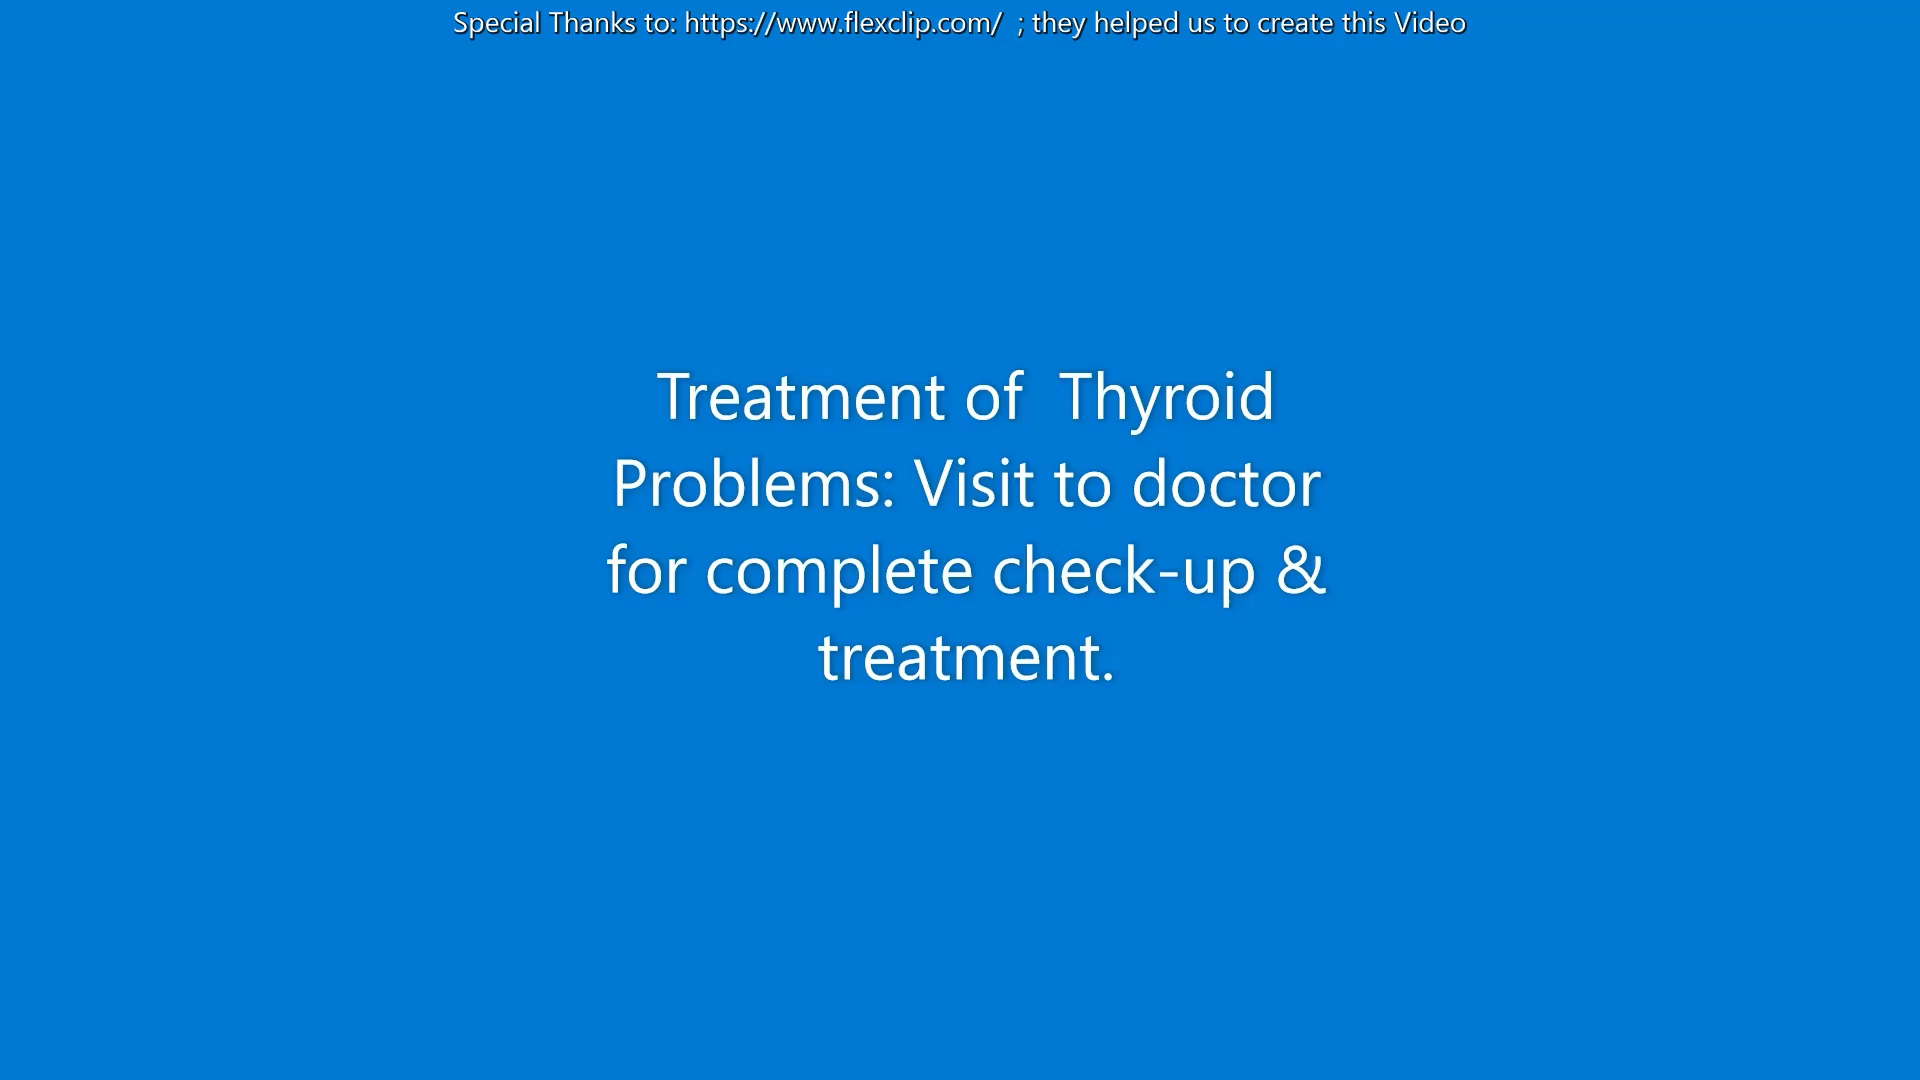 Special Thanks to: https://www.flexclip.com/  ; they helped us to create this Video
Treatment of  Thyroid
Problems: Visit to doctor
for complete check-up &
treatment.